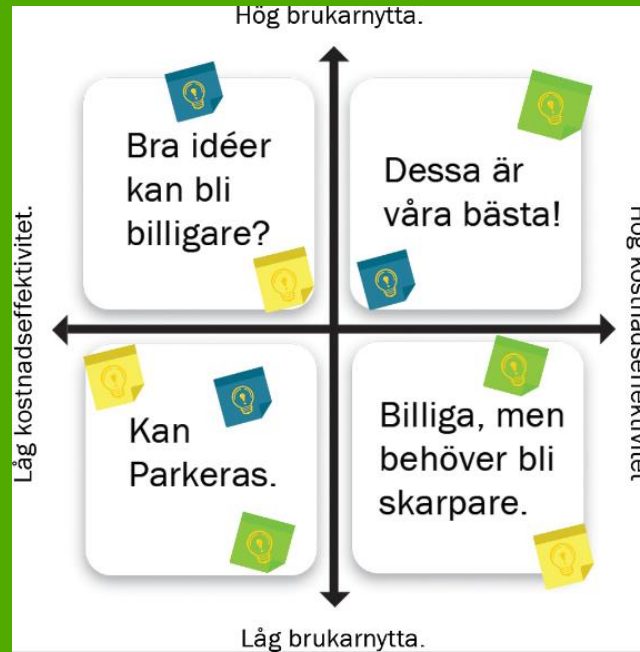 Hög brukarnytta.
Bra idéer
kan bli
billigare?
Dessa är
våra bästa!
Låg kostnadseffektivitet.
Hög kostnadseffektivitet
Kan
Parkeras.
Billiga, men
behöver bli
skarpare.
Låg brukarnytta.